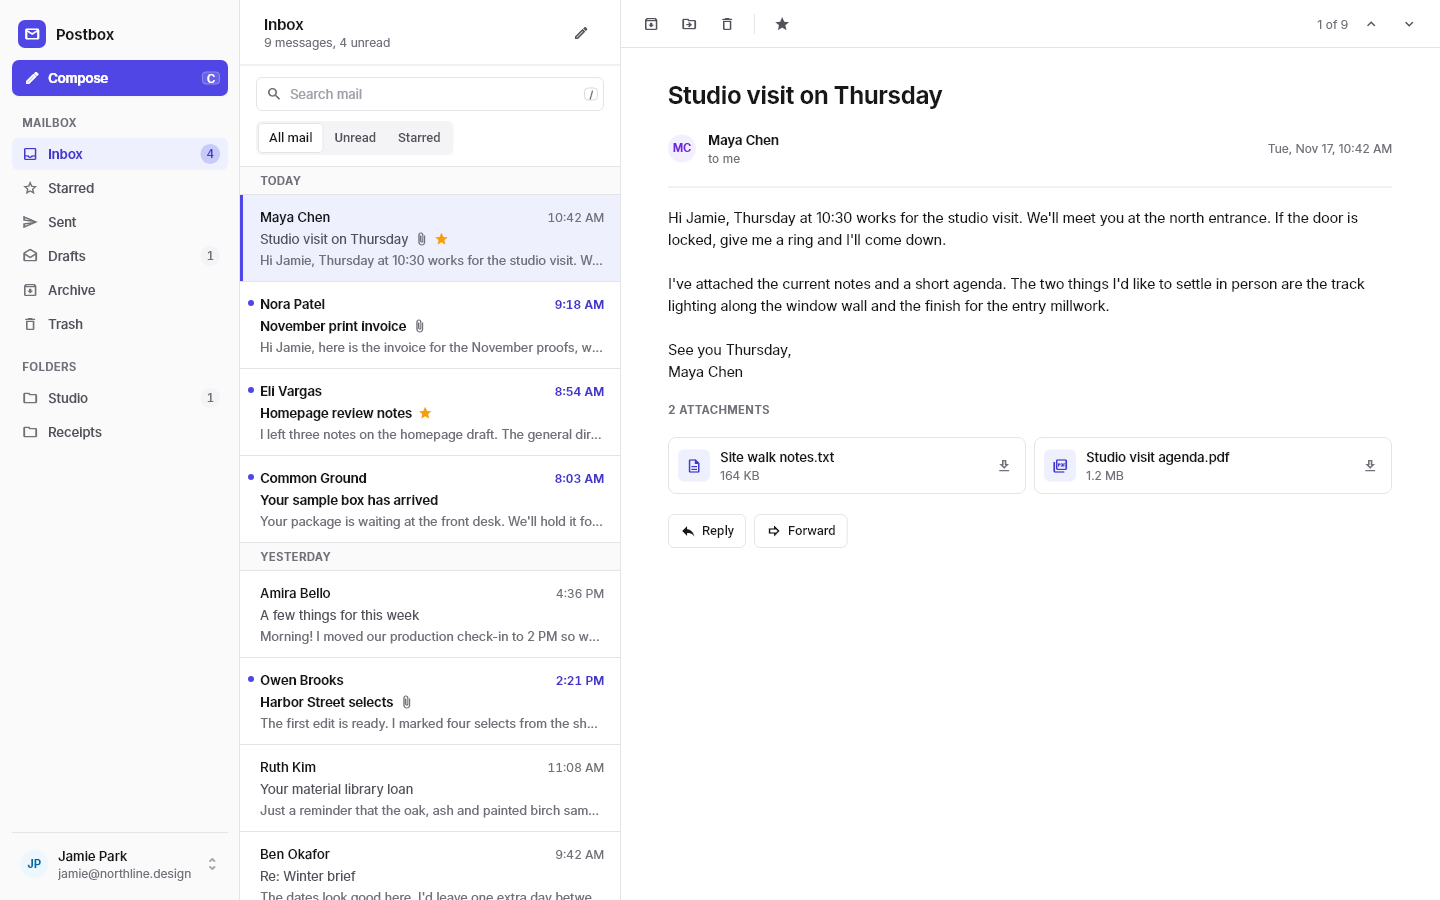 Postbox
Compose
C
MAILBOX
Inbox
4
Starred
Sent
Drafts
1
Archive
Trash
FOLDERS
Studio
1
Receipts
JP
Jamie Park
jamie@northline.design
Inbox
9 messages, 4 unread
Search mail
/
All mail
Unread
Starred
TODAY
Maya Chen
10:42 AM
Studio visit on Thursday
Hi Jamie, Thursday at 10:30 works for the studio visit. W...
Nora Patel
9:18 AM
November print invoice
Hi Jamie, here is the invoice for the November proofs, w...
Eli Vargas
8:54 AM
Homepage review notes
I left three notes on the homepage draft. The general dir...
Common Ground
8:03 AM
Your sample box has arrived
Your package is waiting at the front desk. We'll hold it fo...
YESTERDAY
Amira Bello
4:36 PM
A few things for this week
Morning! I moved our production check-in to 2 PM so w...
Owen Brooks
2:21 PM
Harbor Street selects
The first edit is ready. I marked four selects from the sh...
Ruth Kim
11:08 AM
Your material library loan
Just a reminder that the oak, ash and painted birch sam...
Ben Okafor
9:42 AM
Re: Winter brief
The dates look good here. I'd leave one extra day betwe...
1 of 9
Studio visit on Thursday
MC
Maya Chen
to me
Tue, Nov 17, 10:42 AM
Hi Jamie, Thursday at 10:30 works for the studio visit. We'll meet you at the north entrance. If the door is
locked, give me a ring and I'll come down.
I've attached the current notes and a short agenda. The two things I'd like to settle in person are the track
lighting along the window wall and the finish for the entry millwork.
See you Thursday,
Maya Chen
2 ATTACHMENTS
Site walk notes.txt
164 KB
PDF
Studio visit agenda.pdf
1.2 MB
Reply
Forward